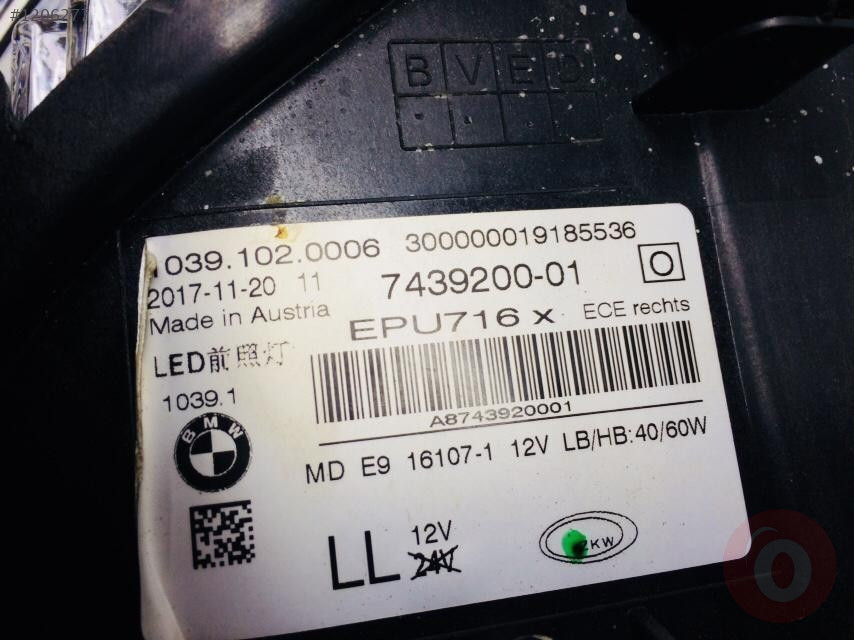 #1206277
B V E D
1039.102.0006 300000019185536
2017-11-20 11 7439200-01
Made in Austria
EPU716 x ECE rechts
LED前照灯
1039.1
A8743920001
BMW
MD E9 16107-1 12V LB/HB:40/60W
LL 12V
24V
ZKW